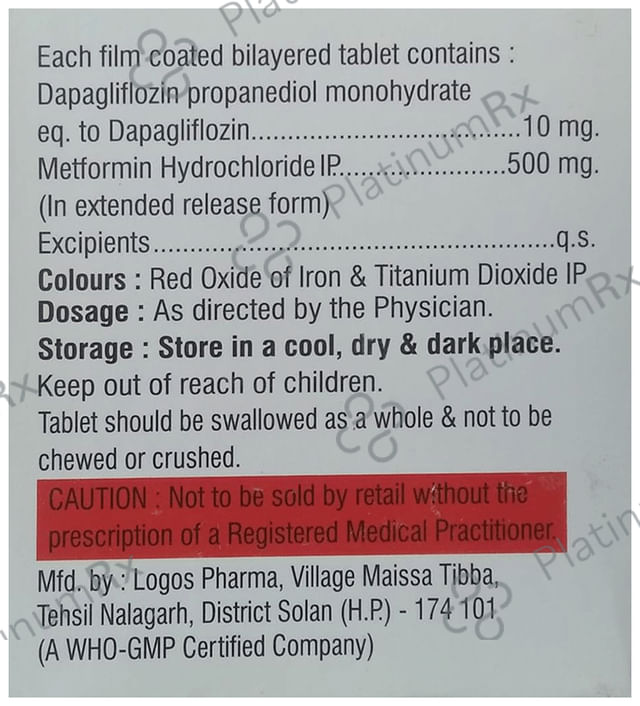 Each film coated bilayered tablet contains :
Dapagliflozin propanediol monohydrate
eq. to Dapagliflozin....................................10 mg.
Metformin Hydrochloride IP......................500 mg.
(In extended release form)
Excipients......................................................q.s.
Colours : Red Oxide of Iron & Titanium Dioxide IP
Dosage : As directed by the Physician.
Storage : Store in a cool, dry & dark place.
Keep out of reach of children.
Tablet should be swallowed as a whole & not to be
chewed or crushed.
CAUTION : Not to be sold by retail without the
prescription of a Registered Medical Practitioner.
Mfd. by : Logos Pharma, Village Maissa Tibba,
Tehsil Nalagarh, District Solan (H.P.) - 174 101
(A WHO-GMP Certified Company)
PlatinumRx
PlatinumRx